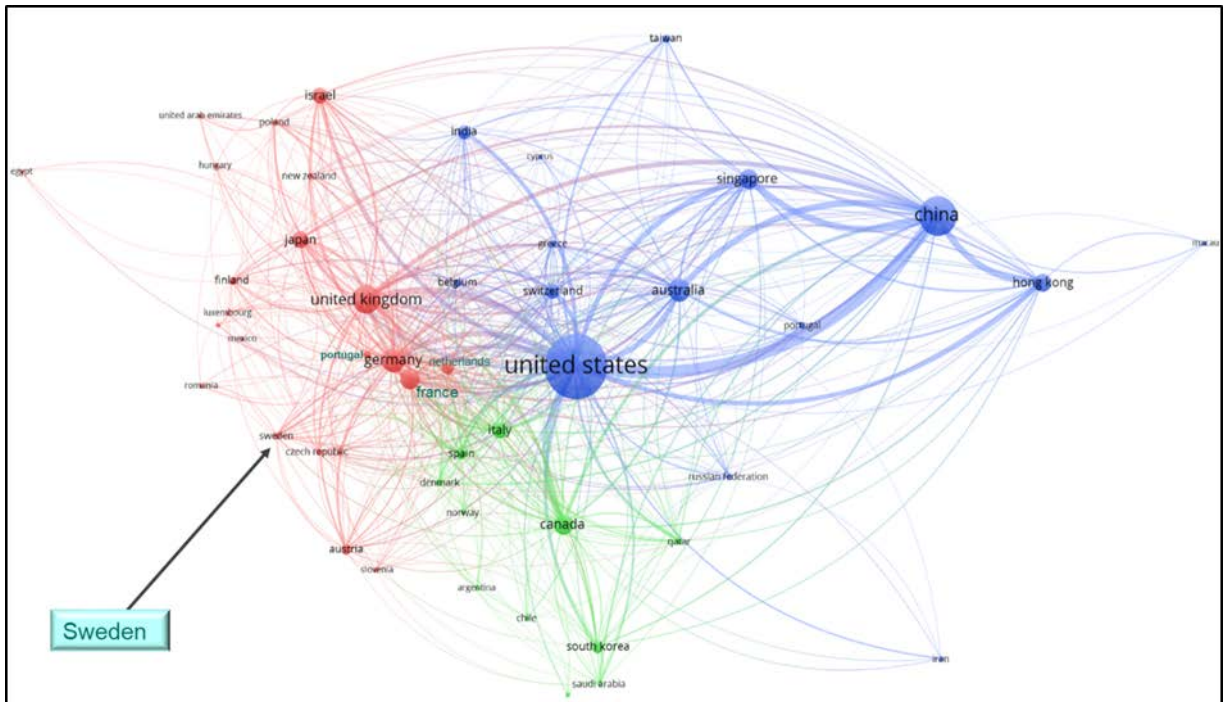 taiwan
israel
united arab emirates
poland
india
cyprus
egypt
hungary
new zealand
singapore
china
japan
greece
macau
finland
belgium
switzerland
australia
hong kong
united kingdom
luxembourg
portugal
mexico
portugal
germany
netherlands
united states
romania
france
italy
sweden
czech republic
spain
denmark
russian federation
norway
canada
austria
qatar
slovenia
argentina
chile
Sweden
south korea
iran
saudi arabia